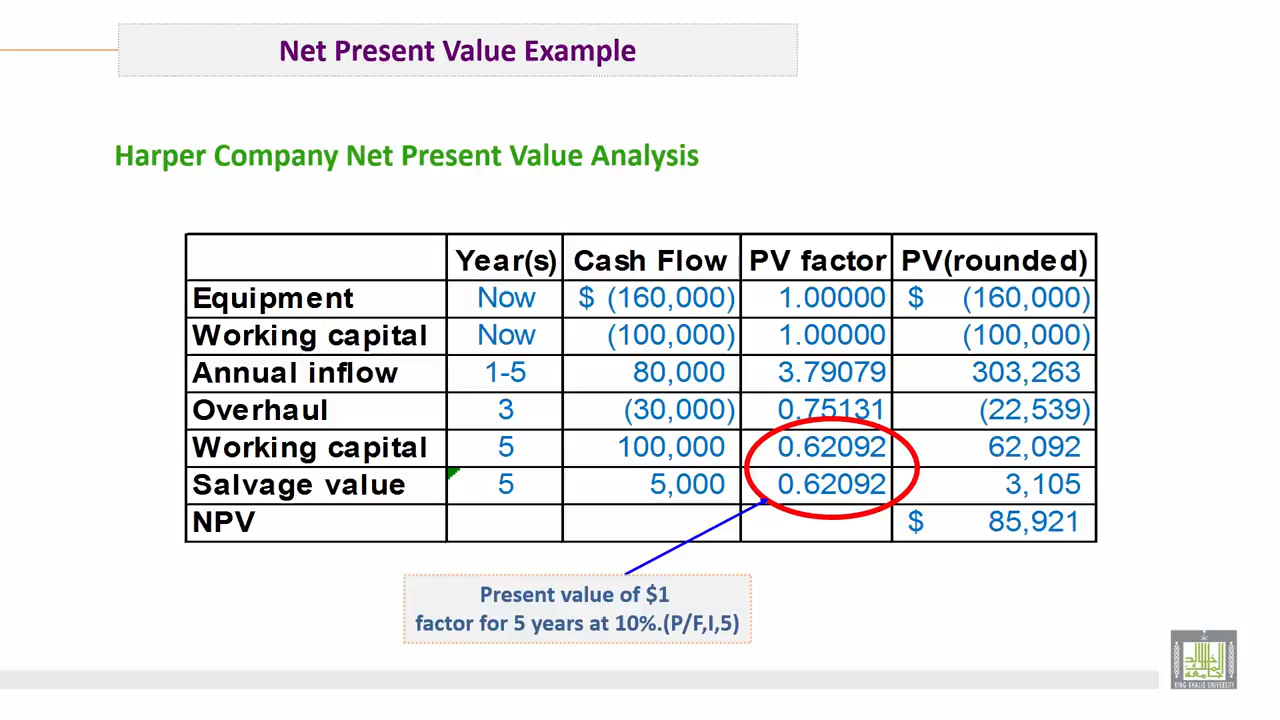 Net Present Value Example
Harper Company Net Present Value Analysis
Year(s) Cash Flow PV factor PV(rounded)
Equipment Now $ (160,000) 1.00000 $ (160,000)
Working capital Now (100,000) 1.00000 (100,000)
Annual inflow 1-5 80,000 3.79079 303,263
Overhaul 3 (30,000) 0.75131 (22,539)
Working capital 5 100,000 0.62092 62,092
Salvage value 5 5,000 0.62092 3,105
NPV $ 85,921
Present value of $1
factor for 5 years at 10%.(P/F,I,5)
KING KHALID UNIVERSITY